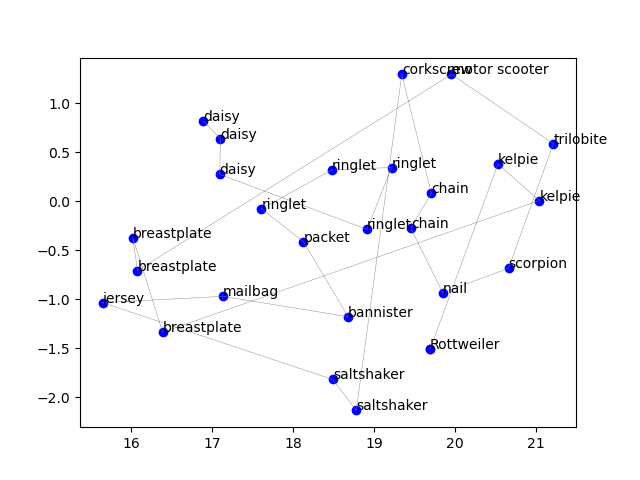 corkscrew
motor scooter
1.0
daisy
daisy
trilobite
0.5
kelpie
ringlet
ringlet
daisy
chain
kelpie
0.0
ringlet
ringlet
chain
breastplate
packet
−0.5
scorpion
breastplate
nail
mailbag
−1.0
jersey
bannister
breastplate
−1.5
Rottweiler
saltshaker
−2.0
saltshaker
16 17 18 19 20 21